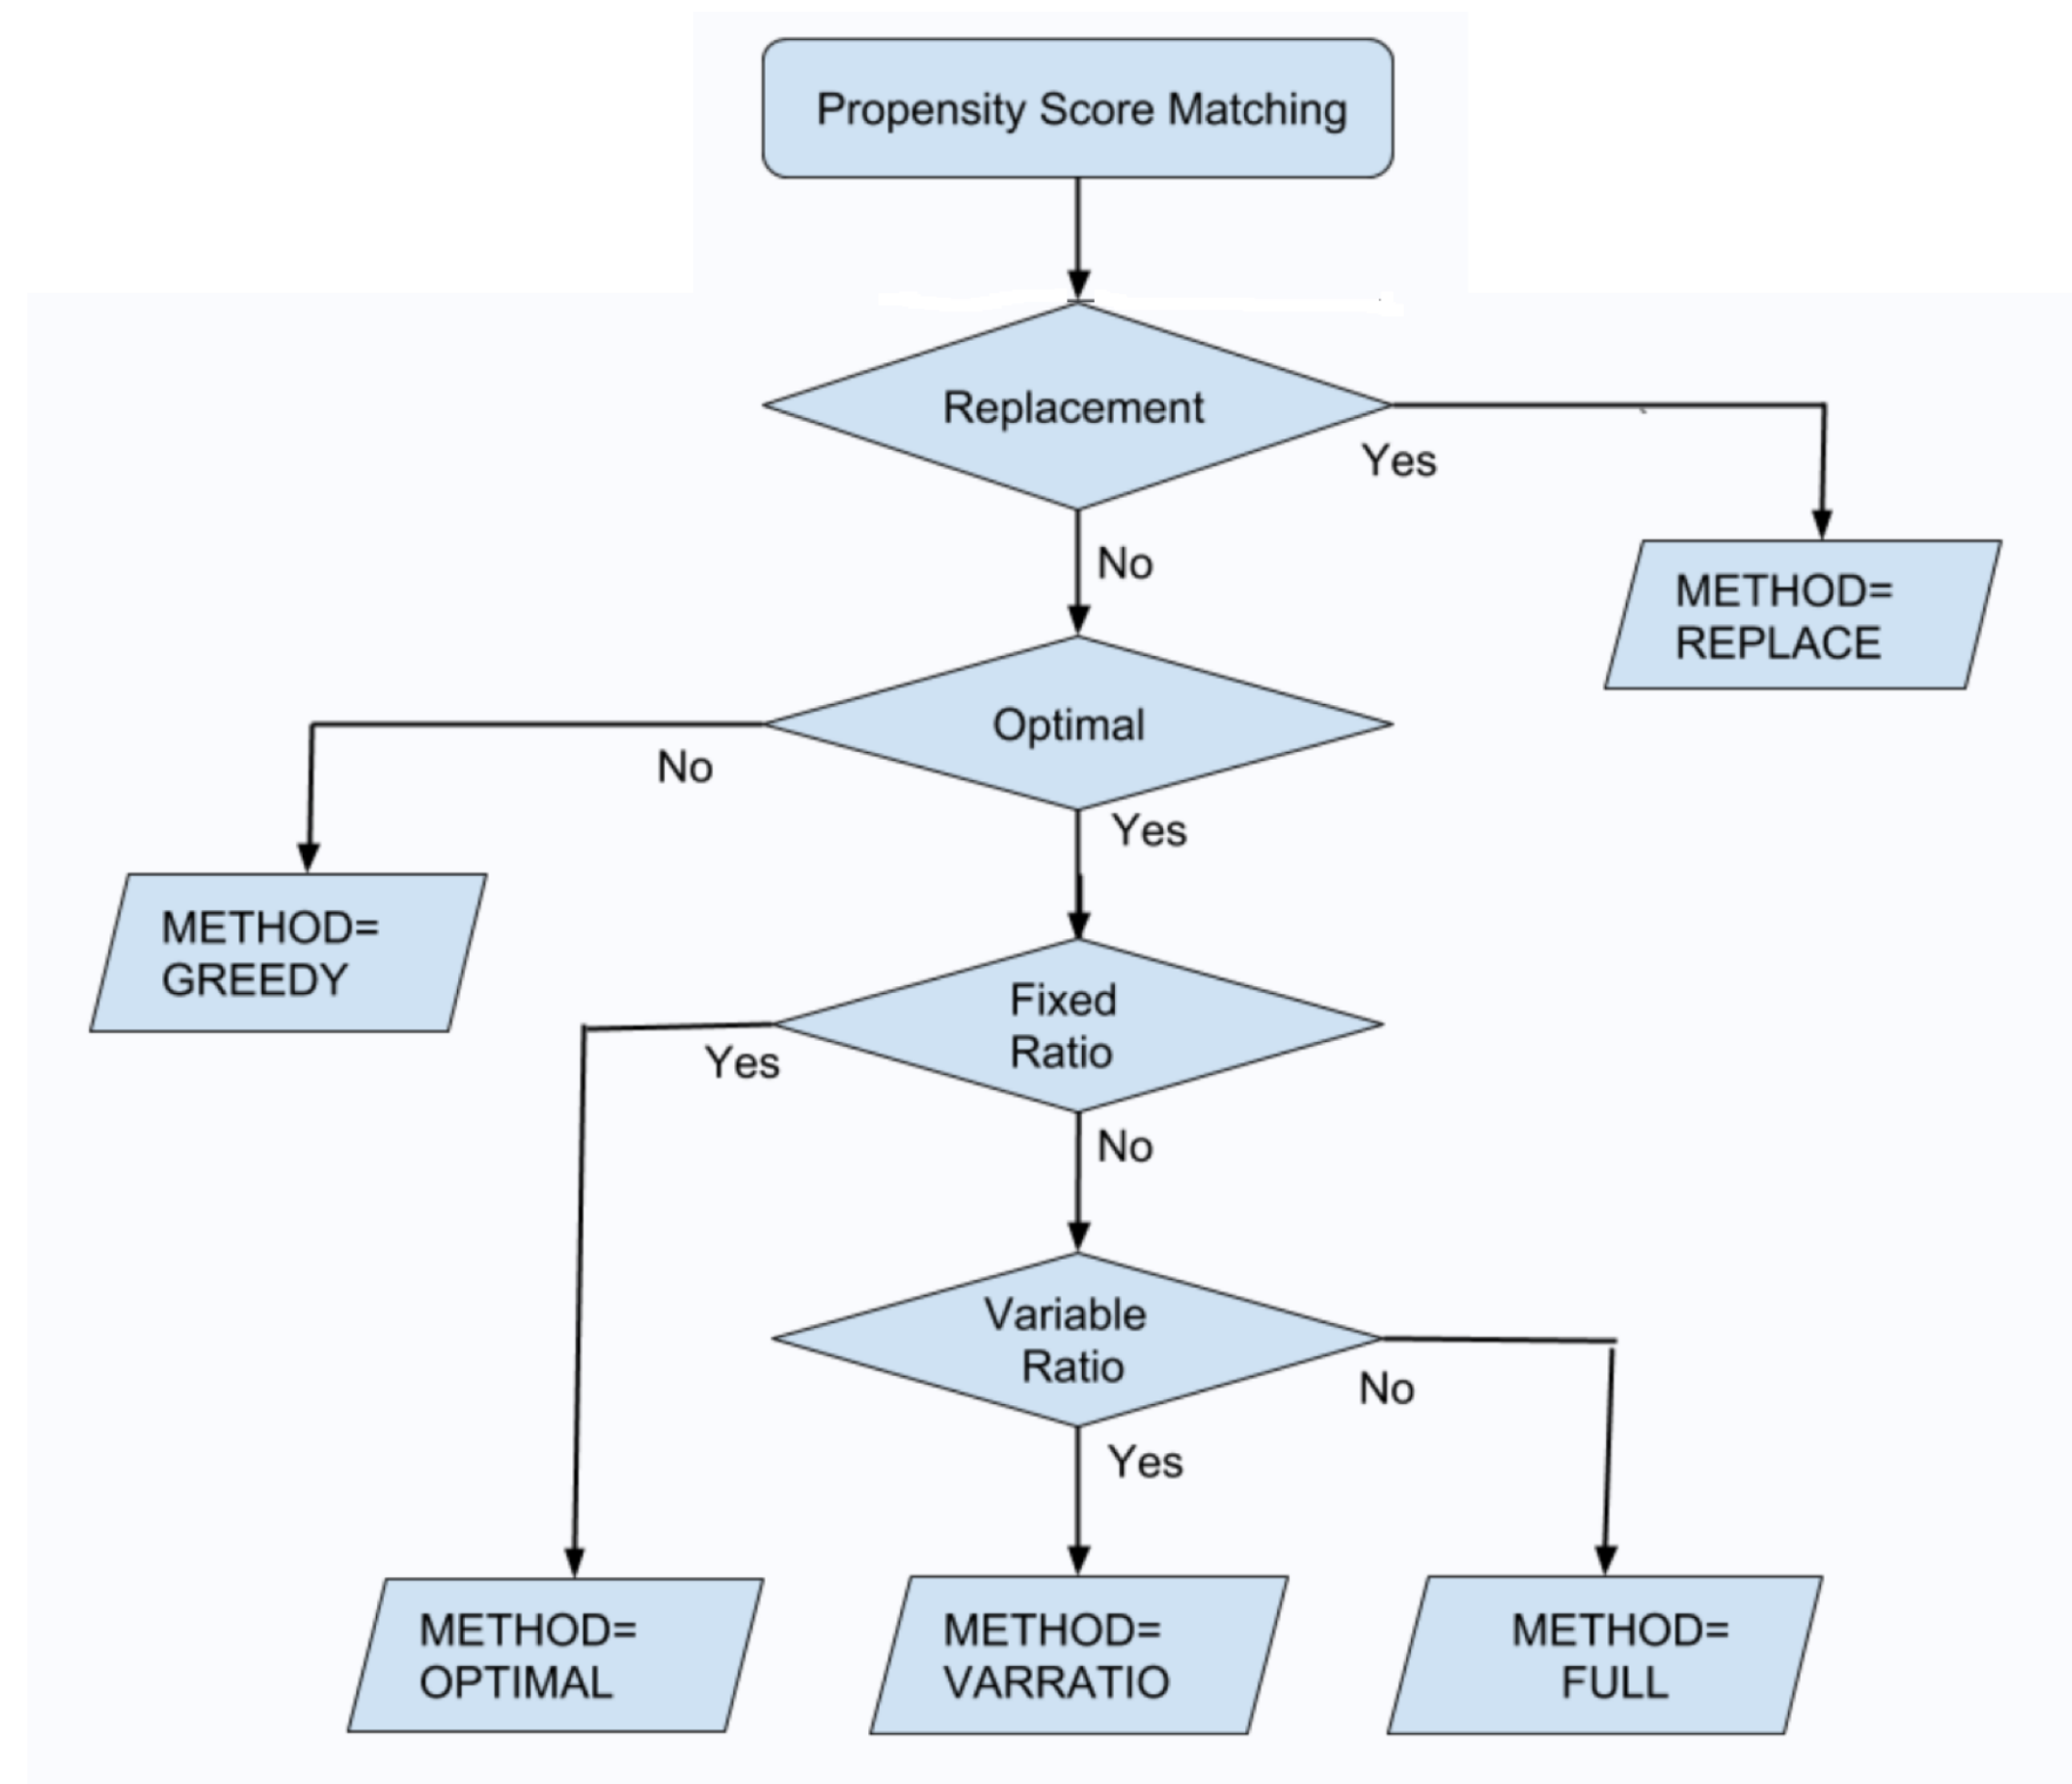 Propensity Score Matching
Replacement
Yes
No
METHOD=
REPLACE
Optimal
No
Yes
METHOD=
GREEDY
Fixed
Ratio
Yes
No
Variable
Ratio
No
Yes
METHOD=
OPTIMAL
METHOD=
VARRATIO
METHOD=
FULL